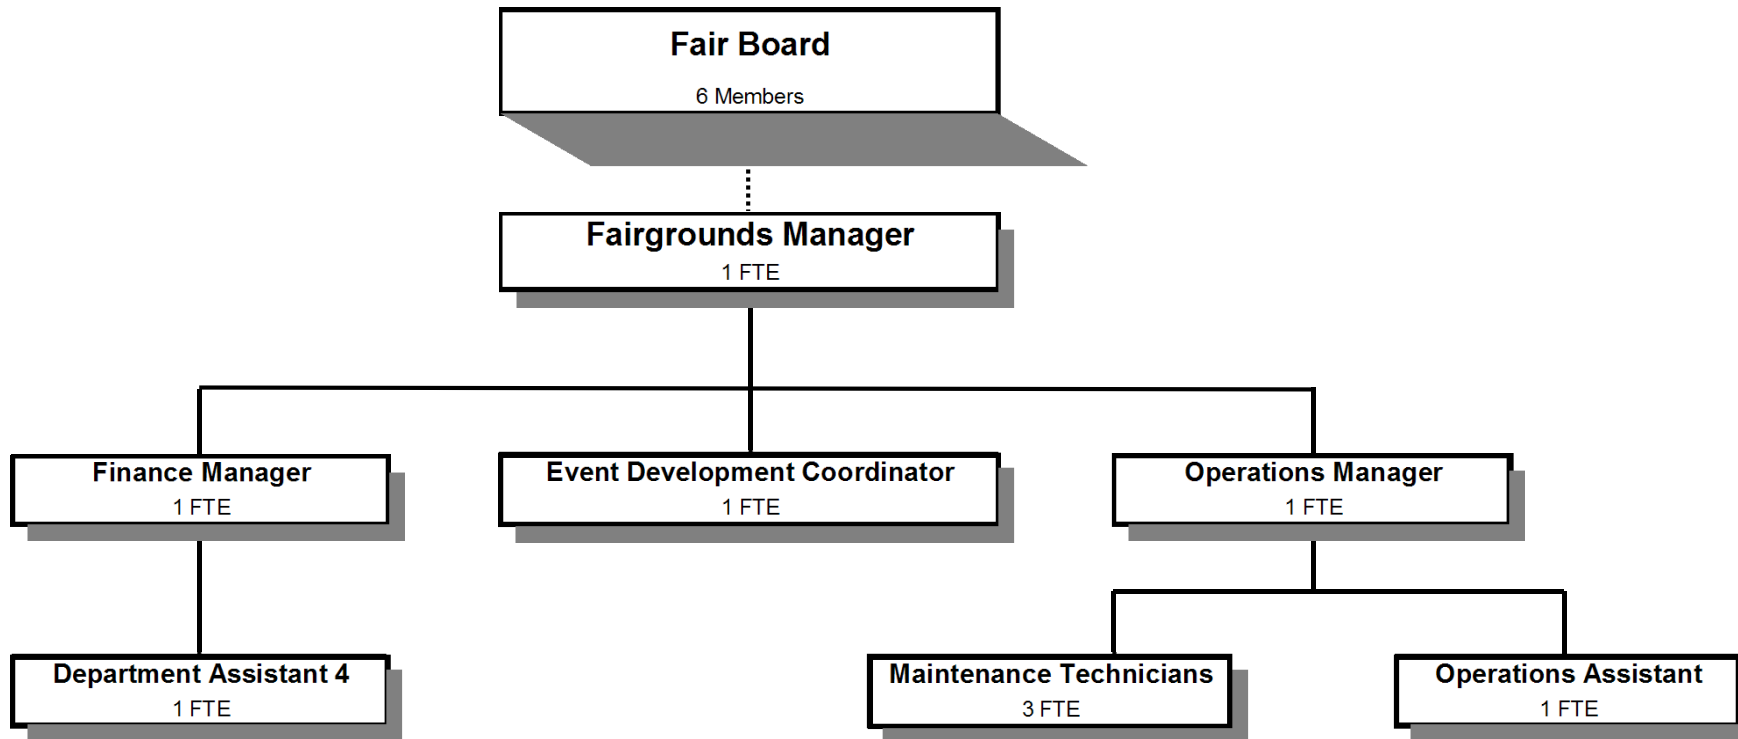 Fair Board
6 Members
Fairgrounds Manager
1 FTE
Finance Manager
1 FTE
Event Development Coordinator
1 FTE
Operations Manager
1 FTE
Department Assistant 4
1 FTE
Maintenance Technicians
3 FTE
Operations Assistant
1 FTE